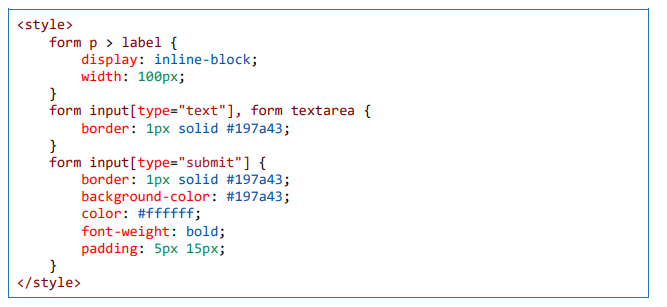 <style>
    form p > label {
        display: inline-block;
        width: 100px;
    }
    form input[type="text"], form textarea {
        border: 1px solid #197a43;
    }
    form input[type="submit"] {
        border: 1px solid #197a43;
        background-color: #197a43;
        color: #ffffff;
        font-weight: bold;
        padding: 5px 15px;
    }
</style>